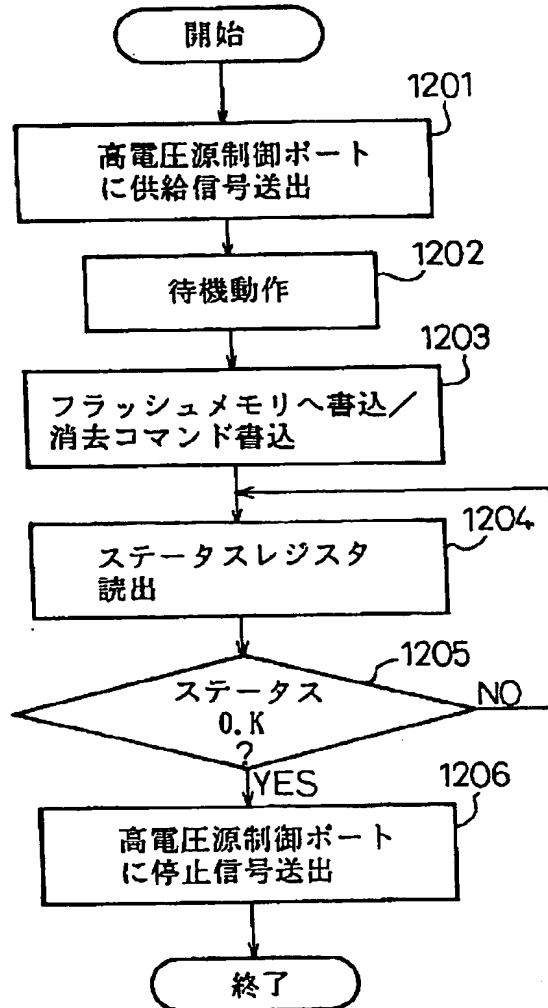 開始
1201
高電圧源制御ポート
に供給信号送出
1202
待機動作
1203
フラッシュメモリへ書込／
消去コマンド書込
1204
ステータスレジスタ
読出
1205
ステータス
O.K
?
NO
YES
1206
高電圧源制御ポート
に停止信号送出
終了